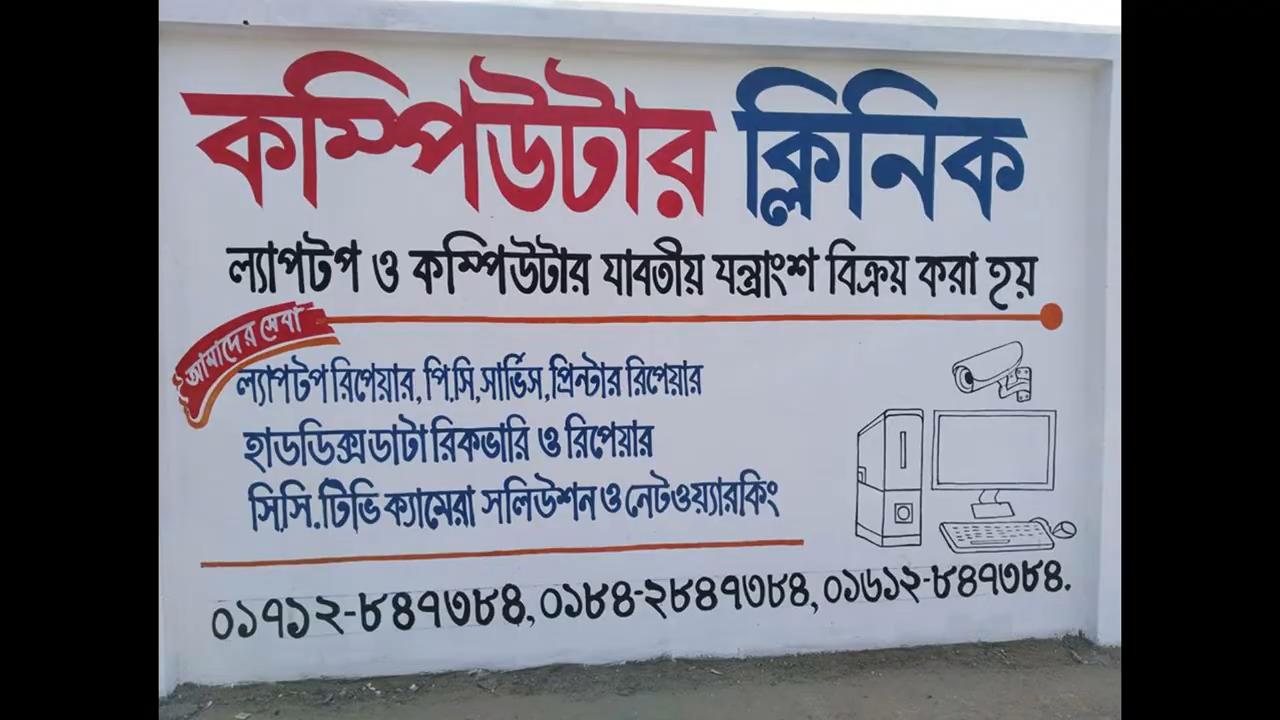 কম্পিউটার ক্লিনিক
ল্যাপটপ ও কম্পিউটার যাবতীয় যন্ত্রাংশ বিক্রয় করা হয়
আমাদের সেবা
ল্যাপটপ রিপেয়ার, পি.সি, সার্ভিস, প্রিন্টার রিপেয়ার
হাডডিক্স ডাটা রিকভারি ও রিপেয়ার
সি.সি. টিভি ক্যামেরা সলিউশন ও নেটওয়্যারকিং
০১৭১২-৮৪৭৩৮৪, ০১৮৪-২৮৪৭৩৮৪, ০১৬১২-৮৪৭৩৮৪.